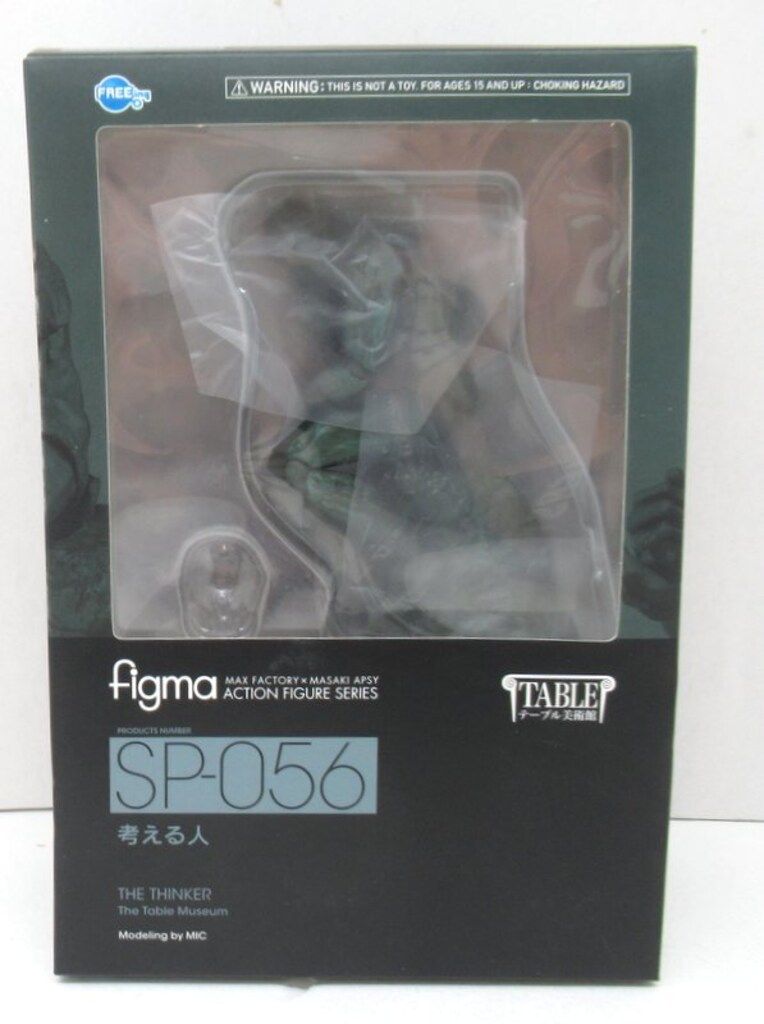 FREEing
WARNING: THIS IS NOT A TOY. FOR AGES 15 AND UP : CHOKING HAZARD
figma
MAX FACTORY × MASAKI APSY
ACTION FIGURE SERIES
TABLE
テーブル美術館
PRODUCTS NUMBER
SP-056
考える人
THE THINKER
The Table Museum
Modeling by MIC